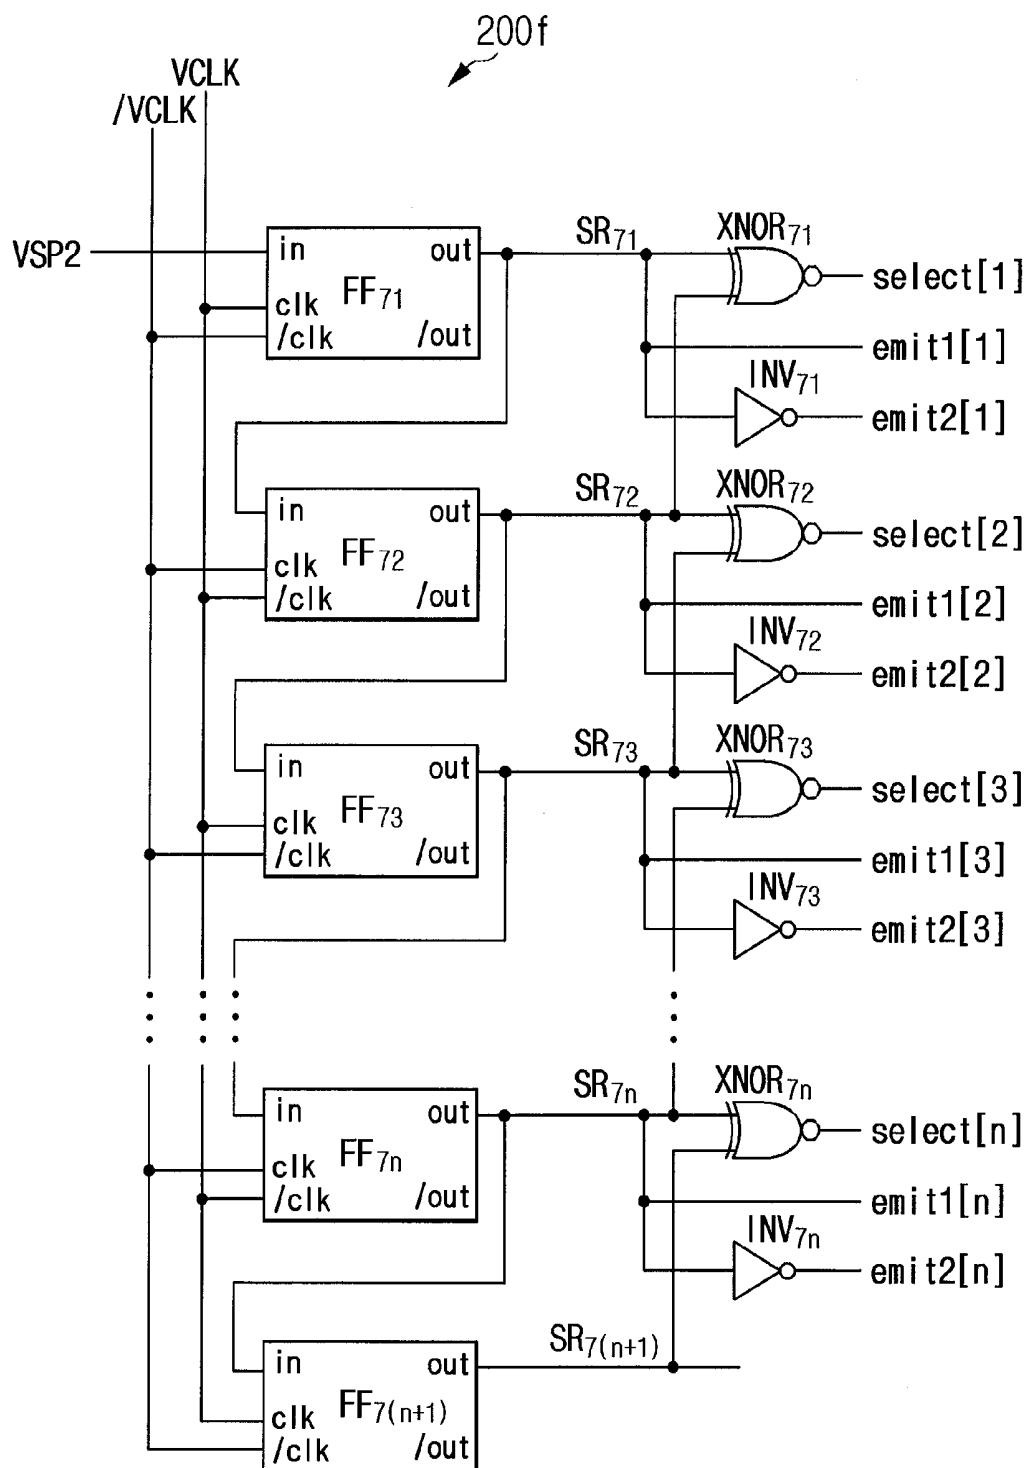 200f
VCLK
/VCLK
VSP2
in out
FF71
clk
/clk /out
SR71
XNOR71
select[1]
emit1[1]
INV71
emit2[1]
in out
FF72
clk
/clk /out
SR72
XNOR72
select[2]
emit1[2]
INV72
emit2[2]
in out
FF73
clk
/clk /out
SR73
XNOR73
select[3]
emit1[3]
INV73
emit2[3]
in out
FF7n
clk
/clk /out
SR7n
XNOR7n
select[n]
emit1[n]
INV7n
emit2[n]
in out
FF7(n+1)
clk
/clk /out
SR7(n+1)